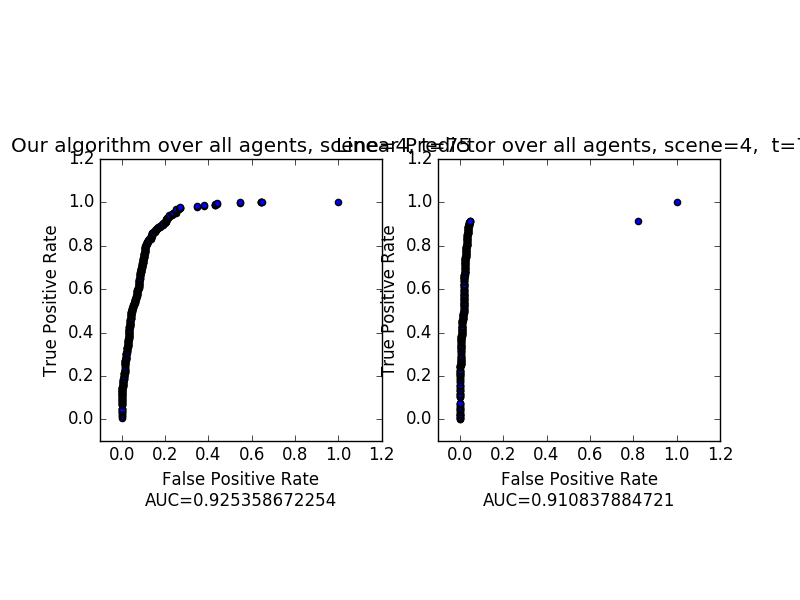 Our algorithm over all agents, scene=4, t=75
Linear Predictor over all agents, scene=4, t=7
1.2
1.0
0.8
0.6
0.4
0.2
0.0
True Positive Rate
0.0 0.2 0.4 0.6 0.8 1.0 1.2
False Positive Rate
AUC=0.925358672254
1.2
1.0
0.8
0.6
0.4
0.2
0.0
True Positive Rate
0.0 0.2 0.4 0.6 0.8 1.0 1.2
False Positive Rate
AUC=0.910837884721